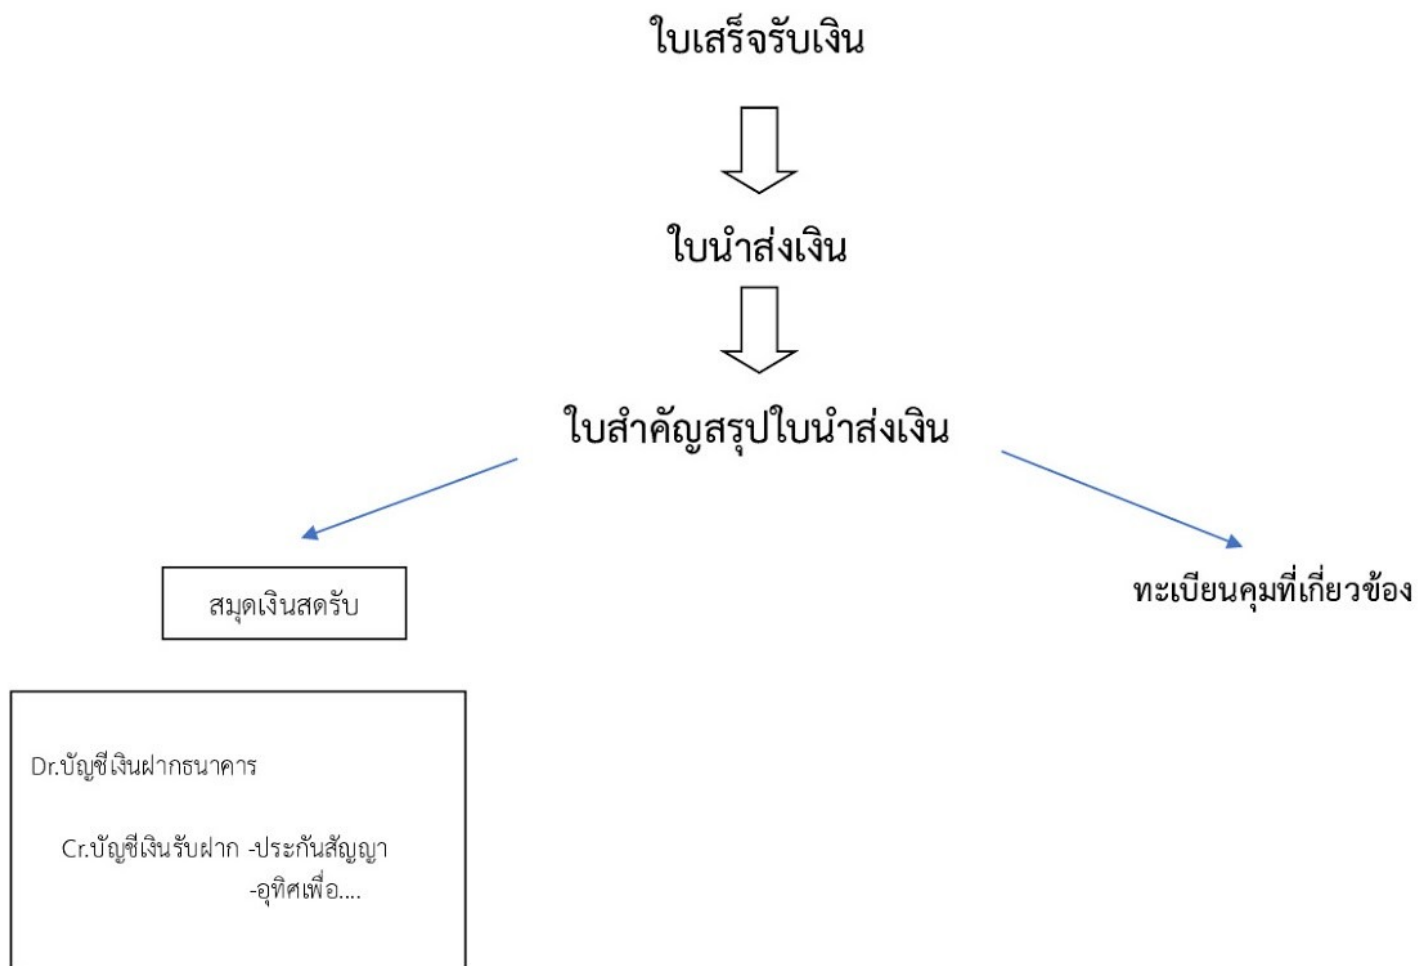 ใบเสร็จรับเงิน
ใบนำส่งเงิน
ใบสำคัญสรุปใบนำส่งเงิน
สมุดเงินสดรับ
ทะเบียนคุมที่เกี่ยวข้อง
Dr.บัญชีเงินฝากธนาคาร
Cr.บัญชีเงินรับฝาก -ประกันสัญญา
-อุทิศเพื่อ....